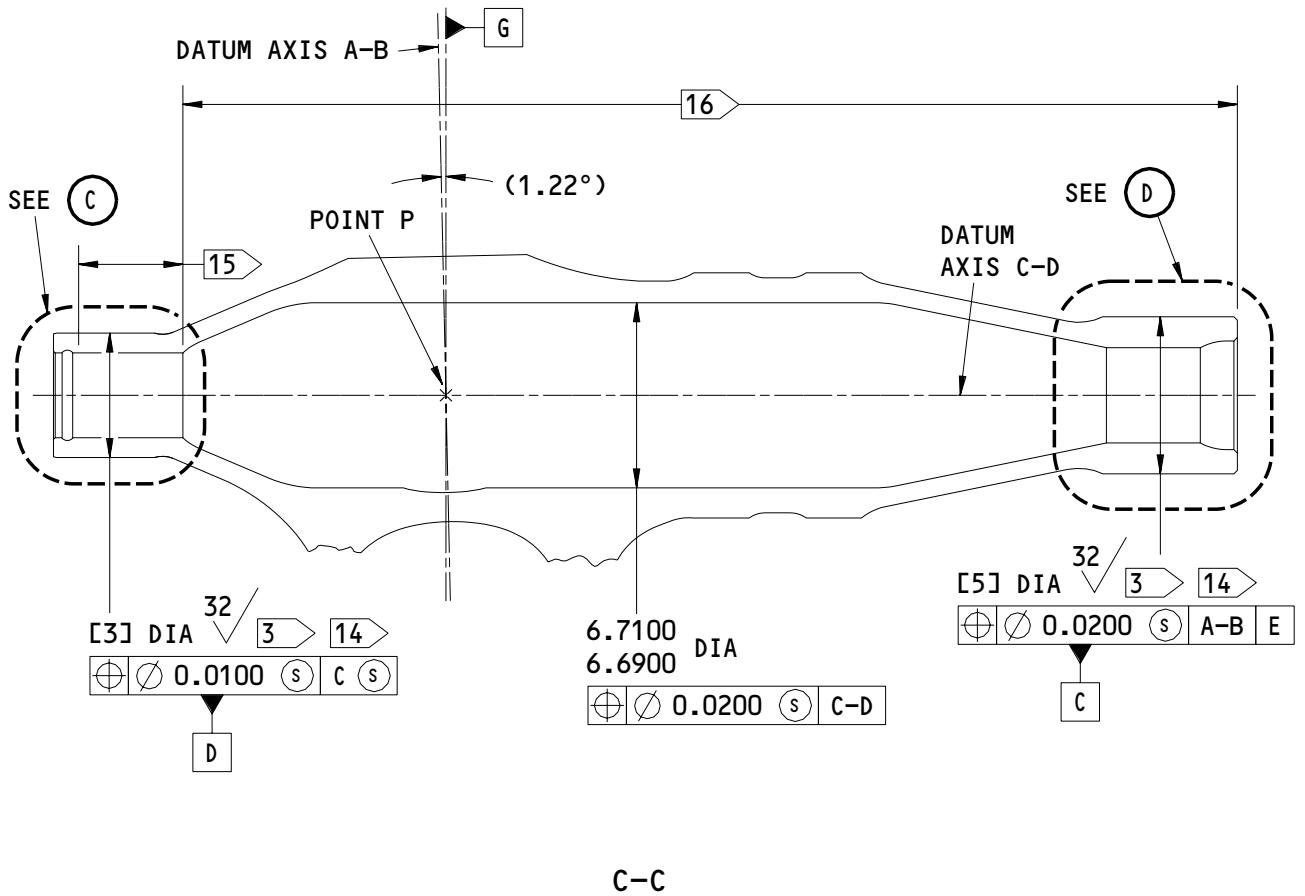 G
DATUM AXIS A-B
16
(1.22°)
SEE C
SEE D
POINT P
DATUM
AXIS C-D
15
32
[5] DIA 3 14
⌖ ⌀ 0.0200 Ⓢ A-B E
C
32
[3] DIA 3 14
⌖ ⌀ 0.0100 Ⓢ C Ⓢ
D
6.7100
6.6900 DIA
⌖ ⌀ 0.0200 Ⓢ C-D
C-C